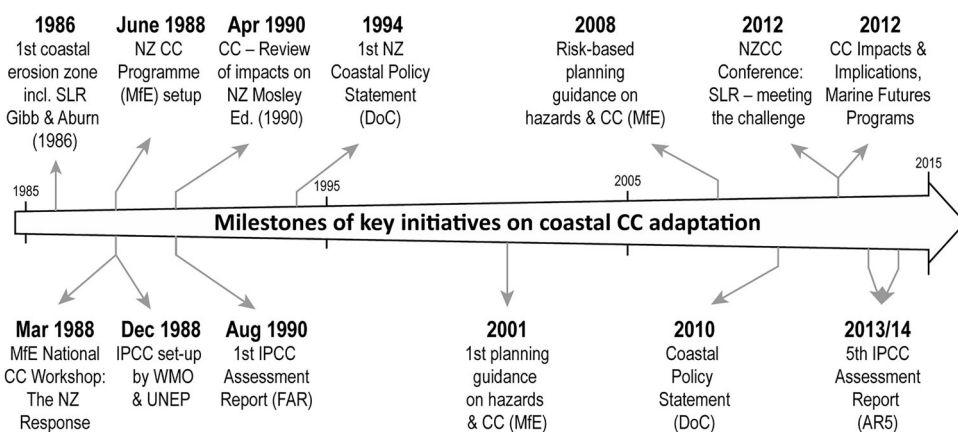 1986
1st coastal
erosion zone
incl. SLR
Gibb & Aburn
(1986)
June 1988
NZ CC
Programme
(MfE) setup
Apr 1990
CC – Review
of impacts on
NZ Mosley
Ed. (1990)
1994
1st NZ
Coastal Policy
Statement
(DoC)
2008
Risk-based
planning
guidance on
hazards & CC (MfE)
2012
NZCC
Conference:
SLR – meeting
the challenge
2012
CC Impacts &
Implications,
Marine Futures
Programs
1985
1995
2005
2015
Milestones of key initiatives on coastal CC adaptation
Mar 1988
MfE National
CC Workshop:
The NZ
Response
Dec 1988
IPCC set-up
by WMO
& UNEP
Aug 1990
1st IPCC
Assessment
Report (FAR)
2001
1st planning
guidance
on hazards
& CC (MfE)
2010
Coastal
Policy
Statement
(DoC)
2013/14
5th IPCC
Assessment
Report
(AR5)